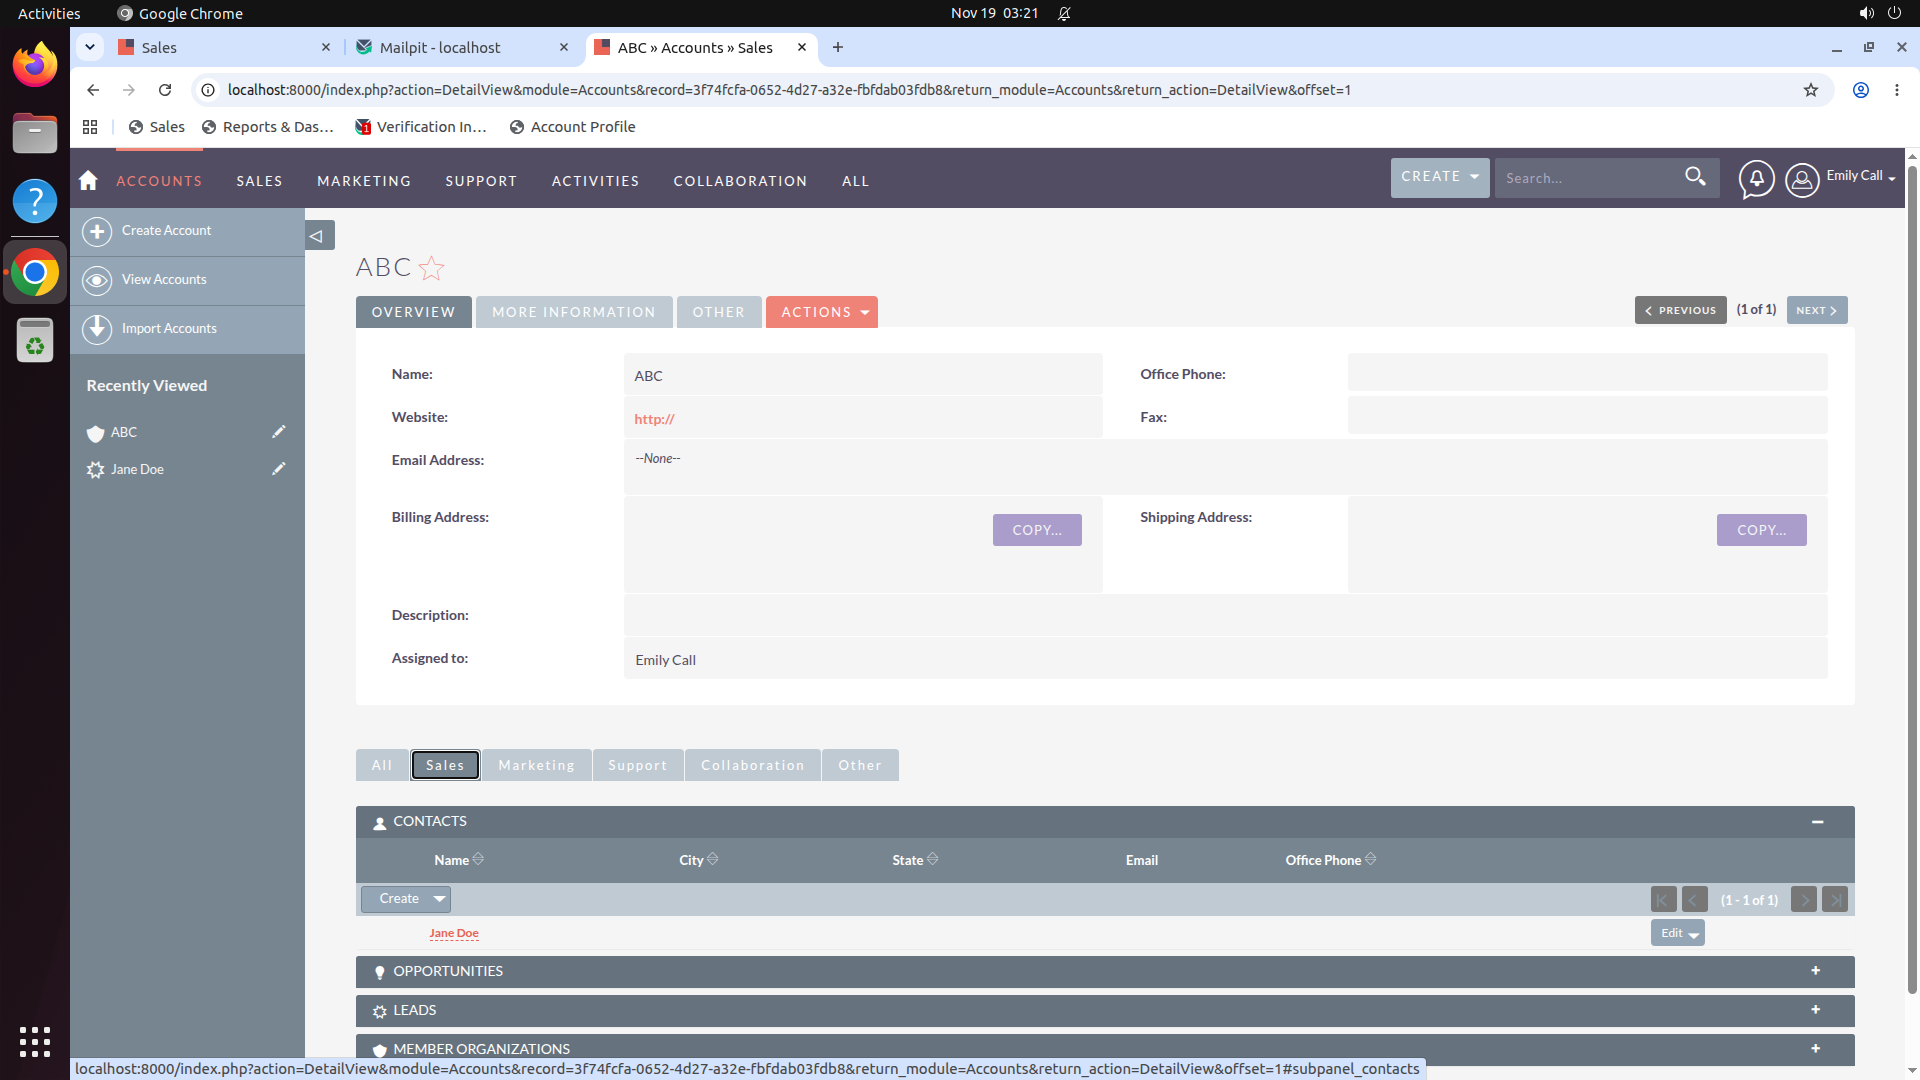 Activities
Google Chrome
Nov 19 03:21
Sales
Mailpit - localhost
ABC » Accounts » Sales
localhost:8000/index.php?action=DetailView&module=Accounts&record=3f74fcfa-0652-4d27-a32e-fbfdab03fdb8&return_module=Accounts&return_action=DetailView&offset=1
Sales
Reports & Das...
1
Verification In...
Account Profile
ACCOUNTS
SALES
MARKETING
SUPPORT
ACTIVITIES
COLLABORATION
ALL
CREATE
Search...
Emily Call
Create Account
View Accounts
Import Accounts
Recently Viewed
ABC
Jane Doe
ABC
OVERVIEW
MORE INFORMATION
OTHER
ACTIONS
PREVIOUS
(1 of 1)
NEXT
Name:
ABC
Office Phone:
Website:
http://
Fax:
Email Address:
--None--
Billing Address:
COPY...
Shipping Address:
COPY...
Description:
Assigned to:
Emily Call
All
Sales
Marketing
Support
Collaboration
Other
CONTACTS
Name
City
State
Email
Office Phone
Create
(1 - 1 of 1)
Jane Doe
Edit
OPPORTUNITIES
LEADS
MEMBER ORGANIZATIONS
localhost:8000/index.php?action=DetailView&module=Accounts&record=3f74fcfa-0652-4d27-a32e-fbfdab03fdb8&return_module=Accounts&return_action=DetailView&offset=1#subpanel_contacts